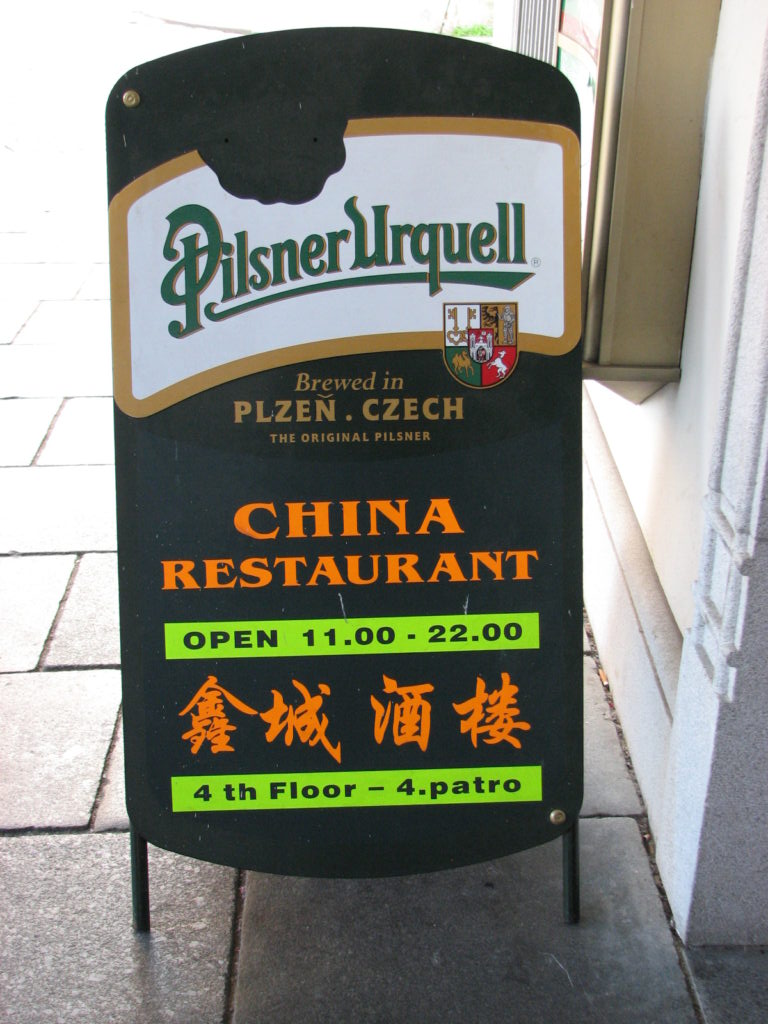 Pilsner Urquell ®
Brewed in
PLZEŇ . CZECH
THE ORIGINAL PILSNER
CHINA
RESTAURANT
OPEN 11.00 - 22.00
鑫城酒楼
4 th Floor – 4.patro